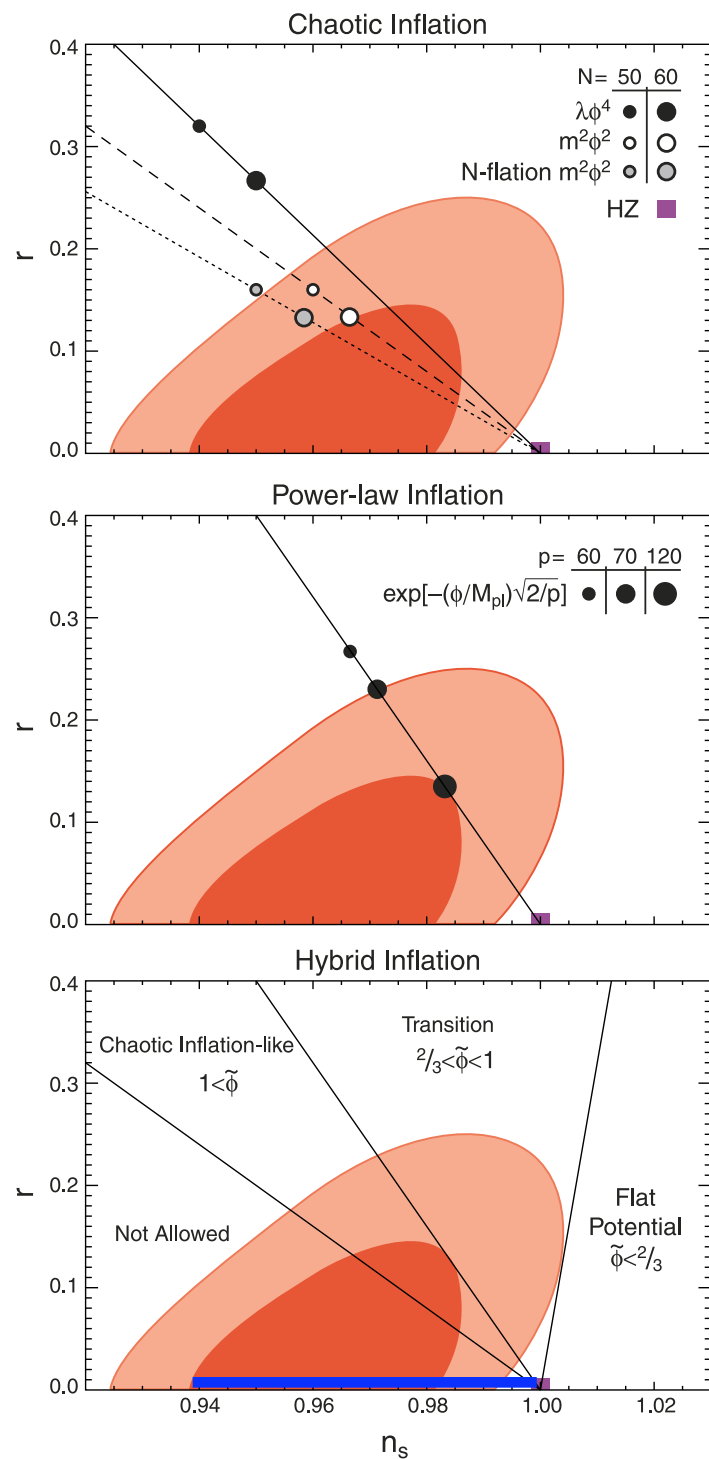 Chaotic Inflation
N= 50 60
λϕ⁴
m²ϕ²
N-flation m²ϕ²
HZ
r
0.4
0.3
0.2
0.1
0.0
Power-law Inflation
p= 60 70 120
exp[-(ϕ/Mₚₗ)√2/p]
r
0.4
0.3
0.2
0.1
0.0
Hybrid Inflation
Transition
²/₃<ϕ̃<1
Chaotic Inflation-like
1<ϕ̃
Not Allowed
Flat
Potential
ϕ̃<²/₃
r
0.4
0.3
0.2
0.1
0.0
0.94 0.96 0.98 1.00 1.02
nₛ